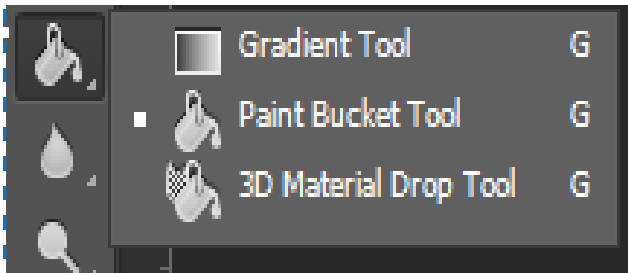 Gradient Tool G
Paint Bucket Tool G
3D Material Drop Tool G